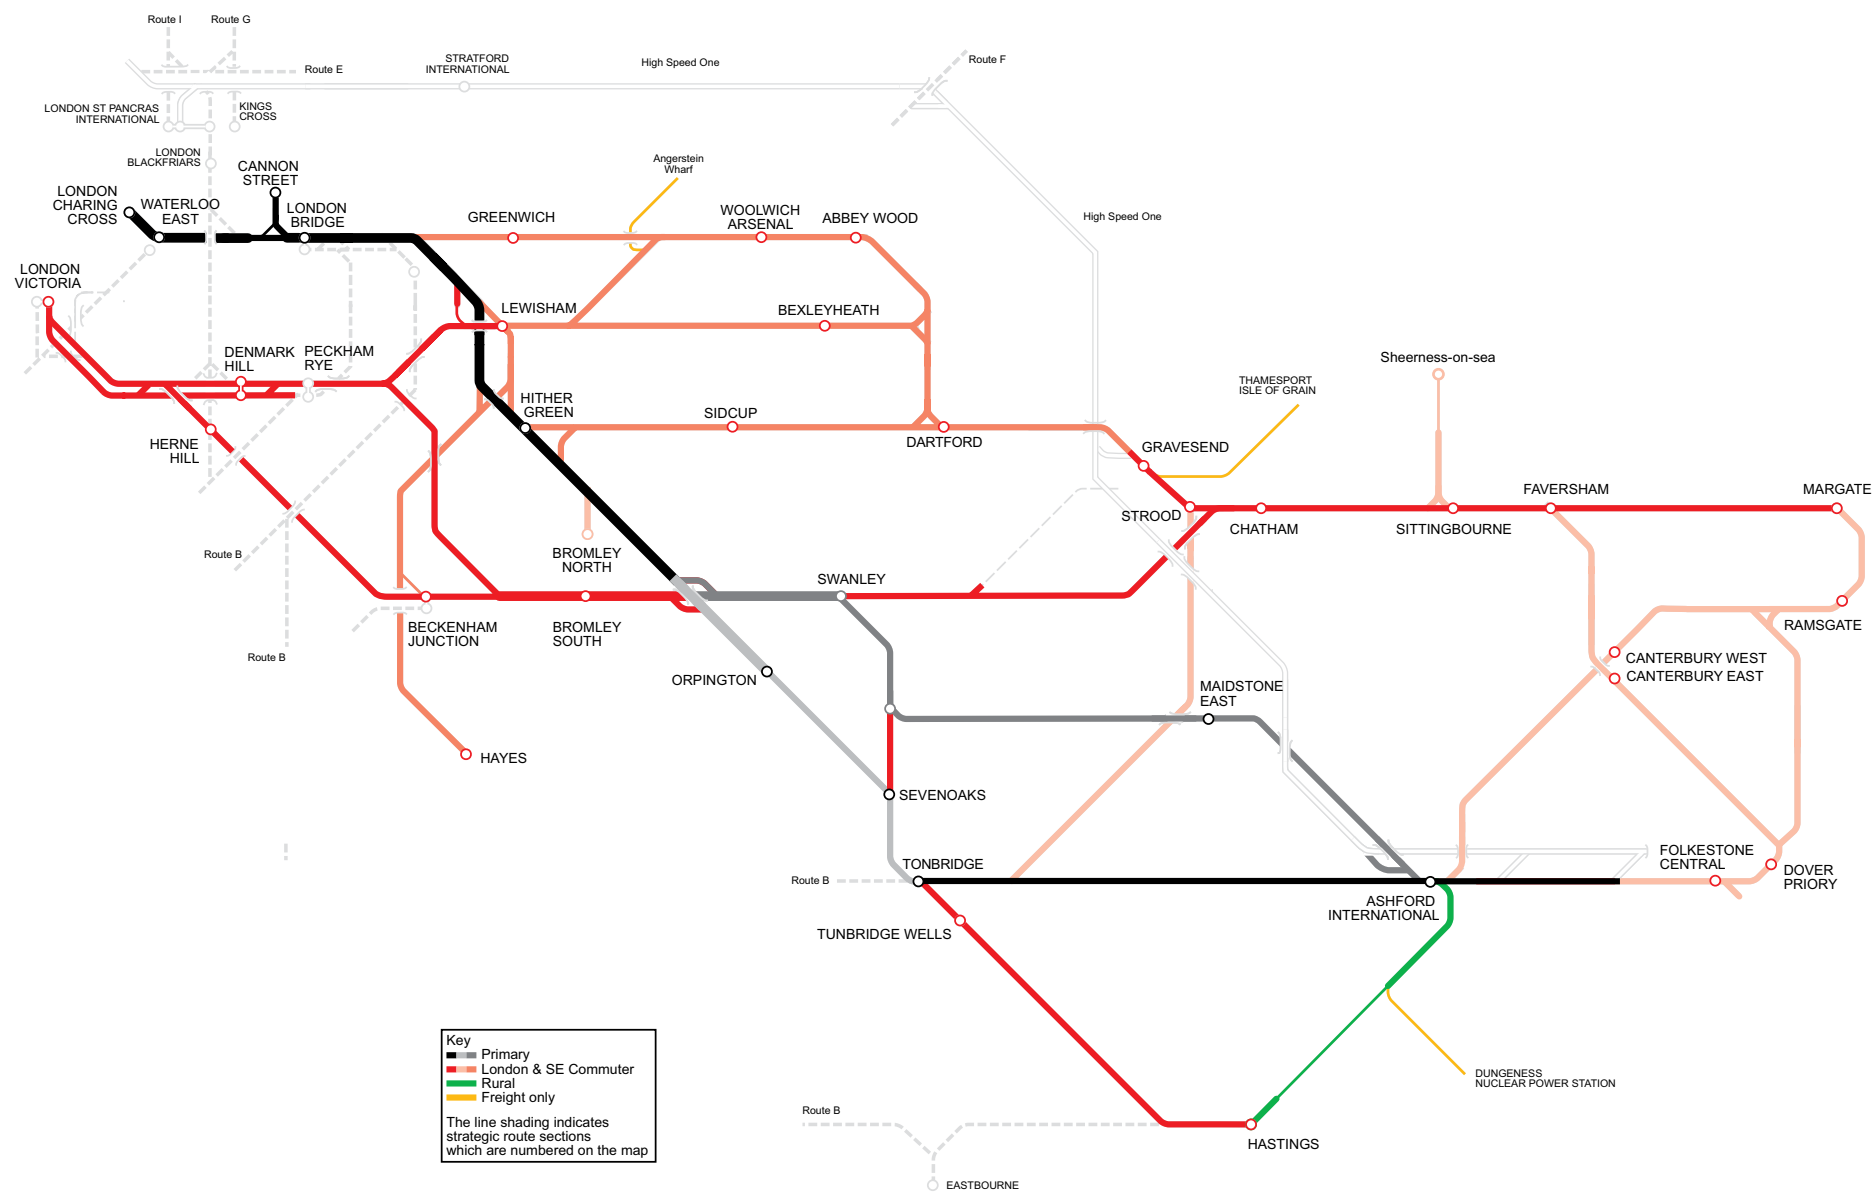 Route I
Route G
Route E
STRATFORD
INTERNATIONAL
High Speed One
Route F
LONDON ST PANCRAS
INTERNATIONAL
KINGS
CROSS
LONDON
BLACKFRIARS
CANNON
STREET
Angerstein
Wharf
LONDON
CHARING
CROSS
WATERLOO
EAST
LONDON
BRIDGE
GREENWICH
WOOLWICH
ARSENAL
ABBEY WOOD
High Speed One
LONDON
VICTORIA
LEWISHAM
BEXLEYHEATH
DENMARK
HILL
PECKHAM
RYE
Sheerness-on-sea
THAMESPORT
ISLE OF GRAIN
HITHER
GREEN
SIDCUP
DARTFORD
GRAVESEND
HERNE
HILL
STROOD
CHATHAM
SITTINGBOURNE
FAVERSHAM
MARGATE
Route B
BROMLEY
NORTH
SWANLEY
BECKENHAM
JUNCTION
BROMLEY
SOUTH
RAMSGATE
Route B
CANTERBURY WEST
CANTERBURY EAST
ORPINGTON
MAIDSTONE
EAST
HAYES
SEVENOAKS
TONBRIDGE
Route B
FOLKESTONE
CENTRAL
DOVER
PRIORY
ASHFORD
INTERNATIONAL
TUNBRIDGE WELLS
Key
Primary
London & SE Commuter
Rural
Freight only
The line shading indicates
strategic route sections
which are numbered on the map
DUNGENESS
NUCLEAR POWER STATION
Route B
HASTINGS
EASTBOURNE